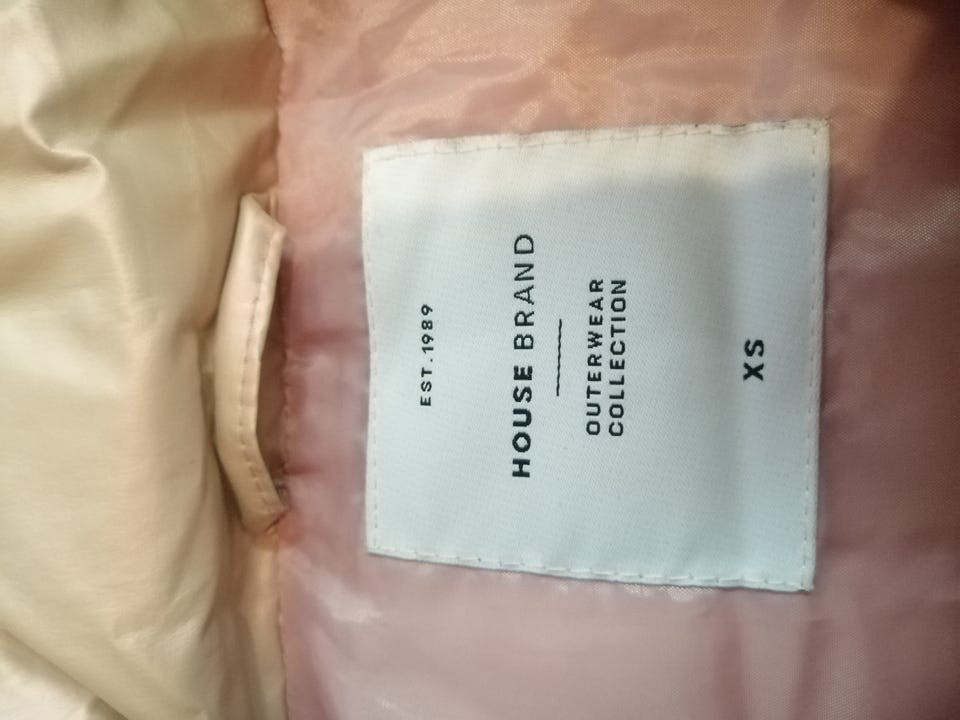 EST.1989
HOUSE BRAND
OUTERWEAR
COLLECTION
XS